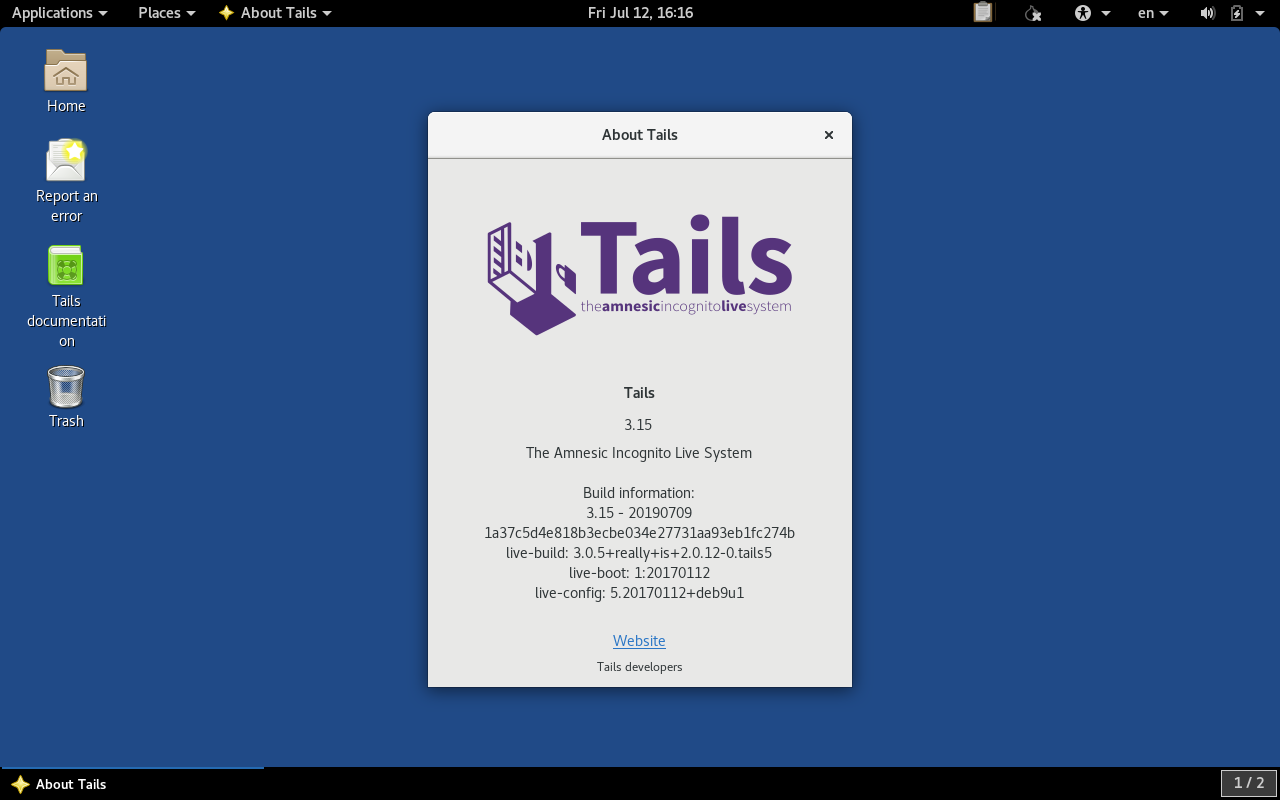 Applications Places About Tails Fri Jul 12, 16:16 en
Home
Report an
error
Tails
documentati
on
Trash
About Tails
Tails
theamnesicincognitolivesystem
Tails
3.15
The Amnesic Incognito Live System
Build information:
3.15 - 20190709
1a37c5d4e818b3ecbe034e27731aa93eb1fc274b
live-build: 3.0.5+really+is+2.0.12-0.tails5
live-boot: 1:20170112
live-config: 5.20170112+deb9u1
Website
Tails developers
About Tails 1 / 2